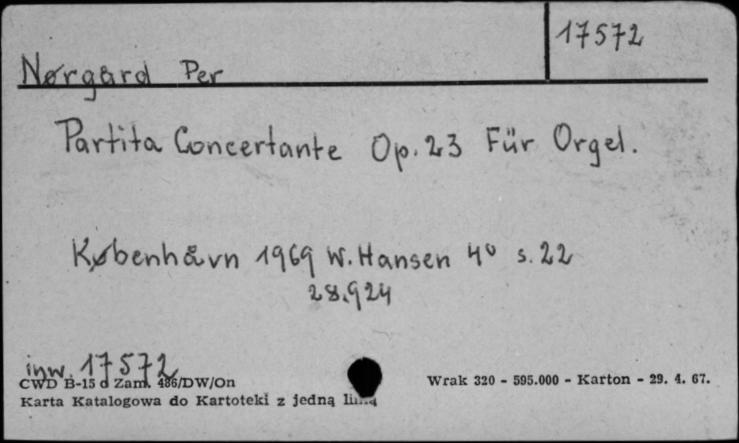 17572
Nørgård Per
Partita Concertante Op. 23 Für Orgel.
Københåvn 1969 W. Hansen 4° s. 22
28.924
inw. 17572
CWD B-15 d Zam. 486/DW/On
Wrak 320 - 595.000 - Karton - 29. 4. 67.
Karta Katalogowa do Kartoteki z jedną